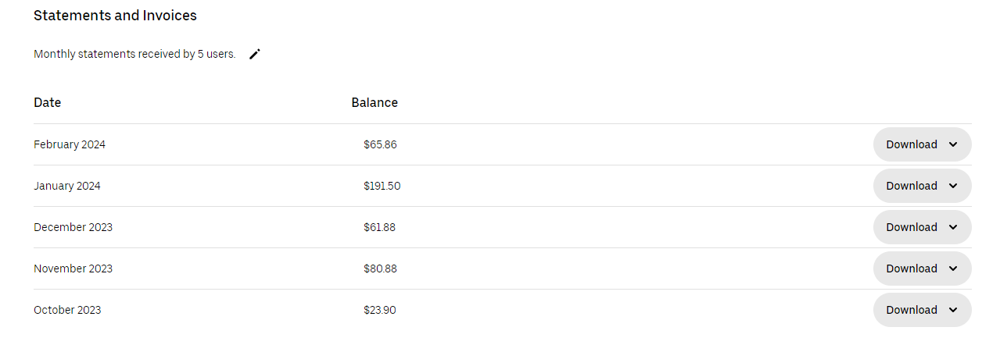 Statements and Invoices
Monthly statements received by 5 users.
Date Balance
February 2024 $65.86 Download
January 2024 $191.50 Download
December 2023 $61.88 Download
November 2023 $80.88 Download
October 2023 $23.90 Download